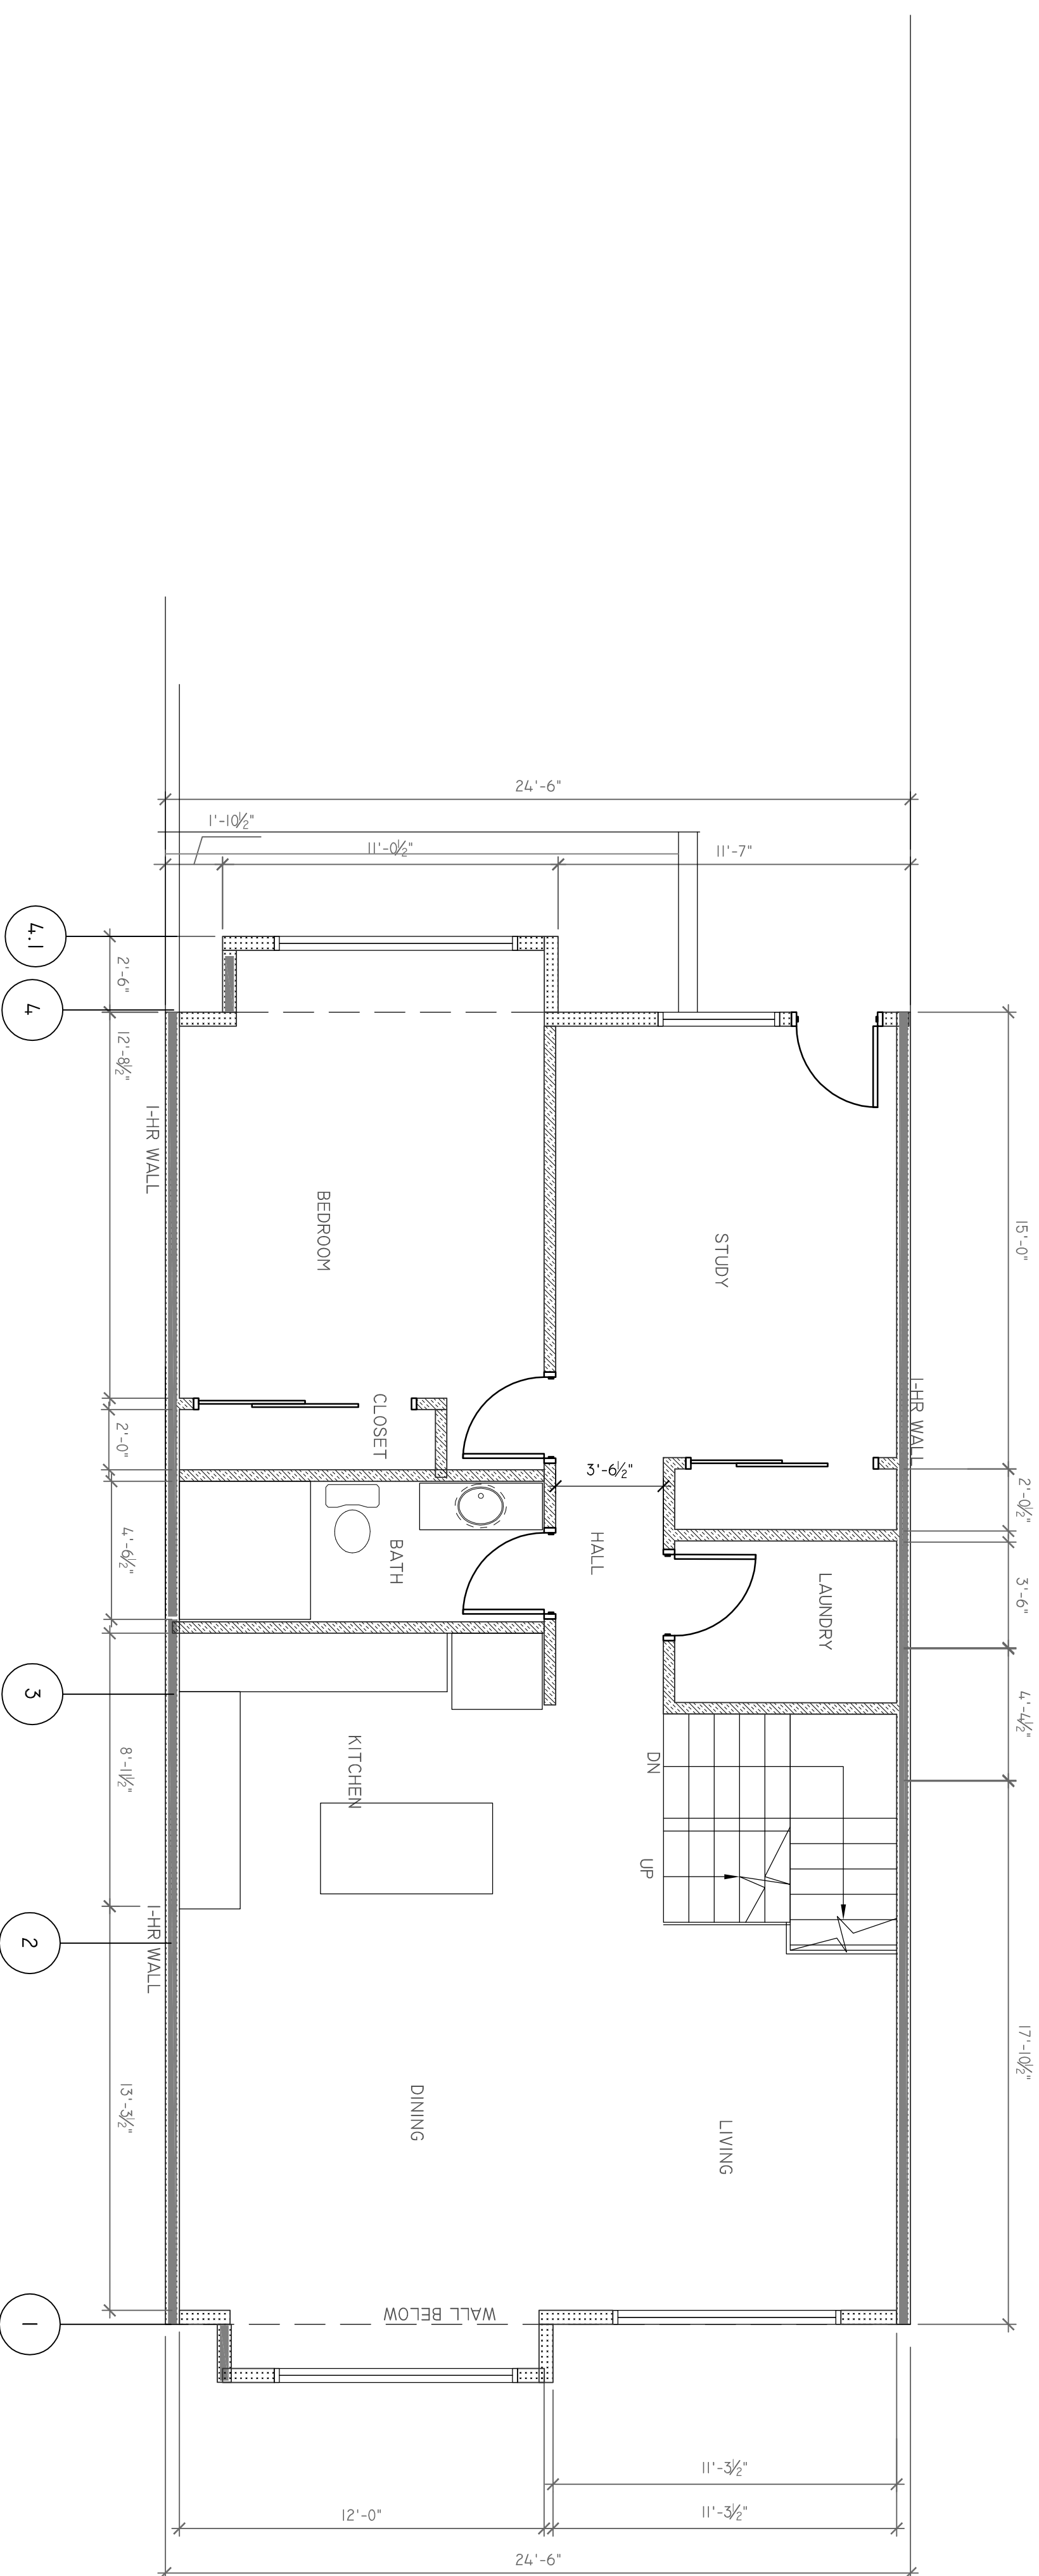 24'-6"
1'-10½"
11'-0½"
11'-7"
4.1
2'-6"
4
12'-8½"
1-HR WALL
BEDROOM
STUDY
15'-0"
1-HR WALL
CLOSET
2'-0"
3'-6½"
2'-0½"
4'-6½"
BATH
HALL
LAUNDRY
3'-6"
3
4'-4½"
8'-1½"
KITCHEN
DN
UP
1-HR WALL
2
17'-10½"
13'-3½"
DINING
LIVING
WALL BELOW
1
11'-3½"
12'-0"
11'-3½"
24'-6"